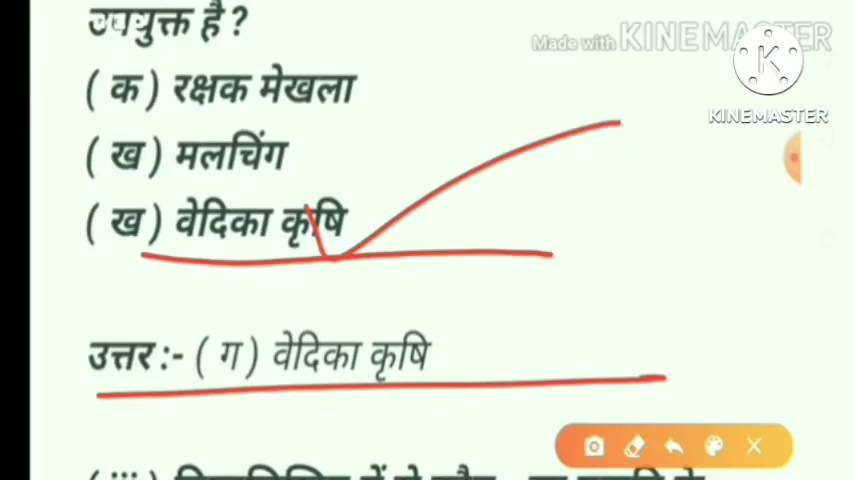 उपयुक्त है?
Made with KINEMASTER
KINEMASTER
( क ) रक्षक मेखला
( ख ) मलचिंग
( ख ) वेदिका कृषि
उत्तर :- ( ग ) वेदिका कृषि